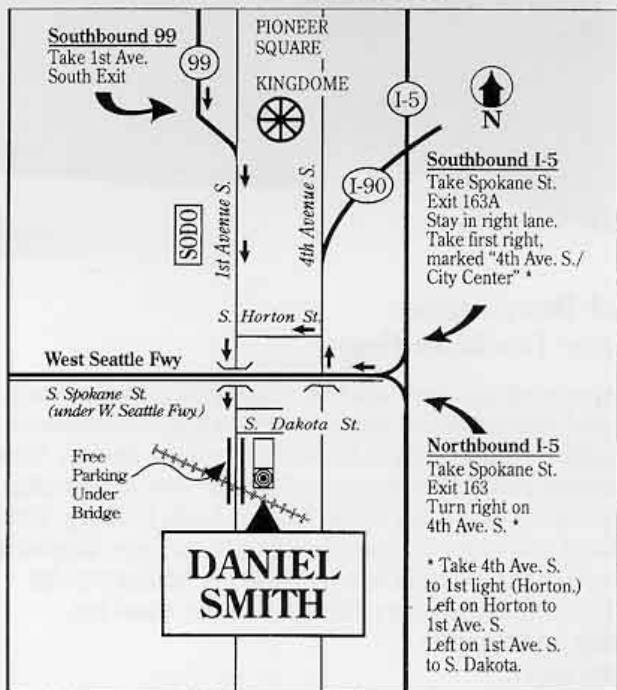 Southbound 99
Take 1st Ave.
South Exit
99
PIONEER
SQUARE
KINGDOME
I-5
N
I-90
SODO
1st Avenue S.
4th Avenue S.
Southbound I-5
Take Spokane St.
Exit 163A
Stay in right lane.
Take first right,
marked "4th Ave. S./
City Center" *
S. Horton St.
West Seattle Fwy
S. Spokane St.
(under W. Seattle Fwy.)
S. Dakota St.
Free
Parking
Under
Bridge
DANIEL
SMITH
Northbound I-5
Take Spokane St.
Exit 163
Turn right on
4th Ave. S. *
* Take 4th Ave. S.
to 1st light (Horton.)
Left on Horton to
1st Ave. S.
Left on 1st Ave. S.
to S. Dakota.